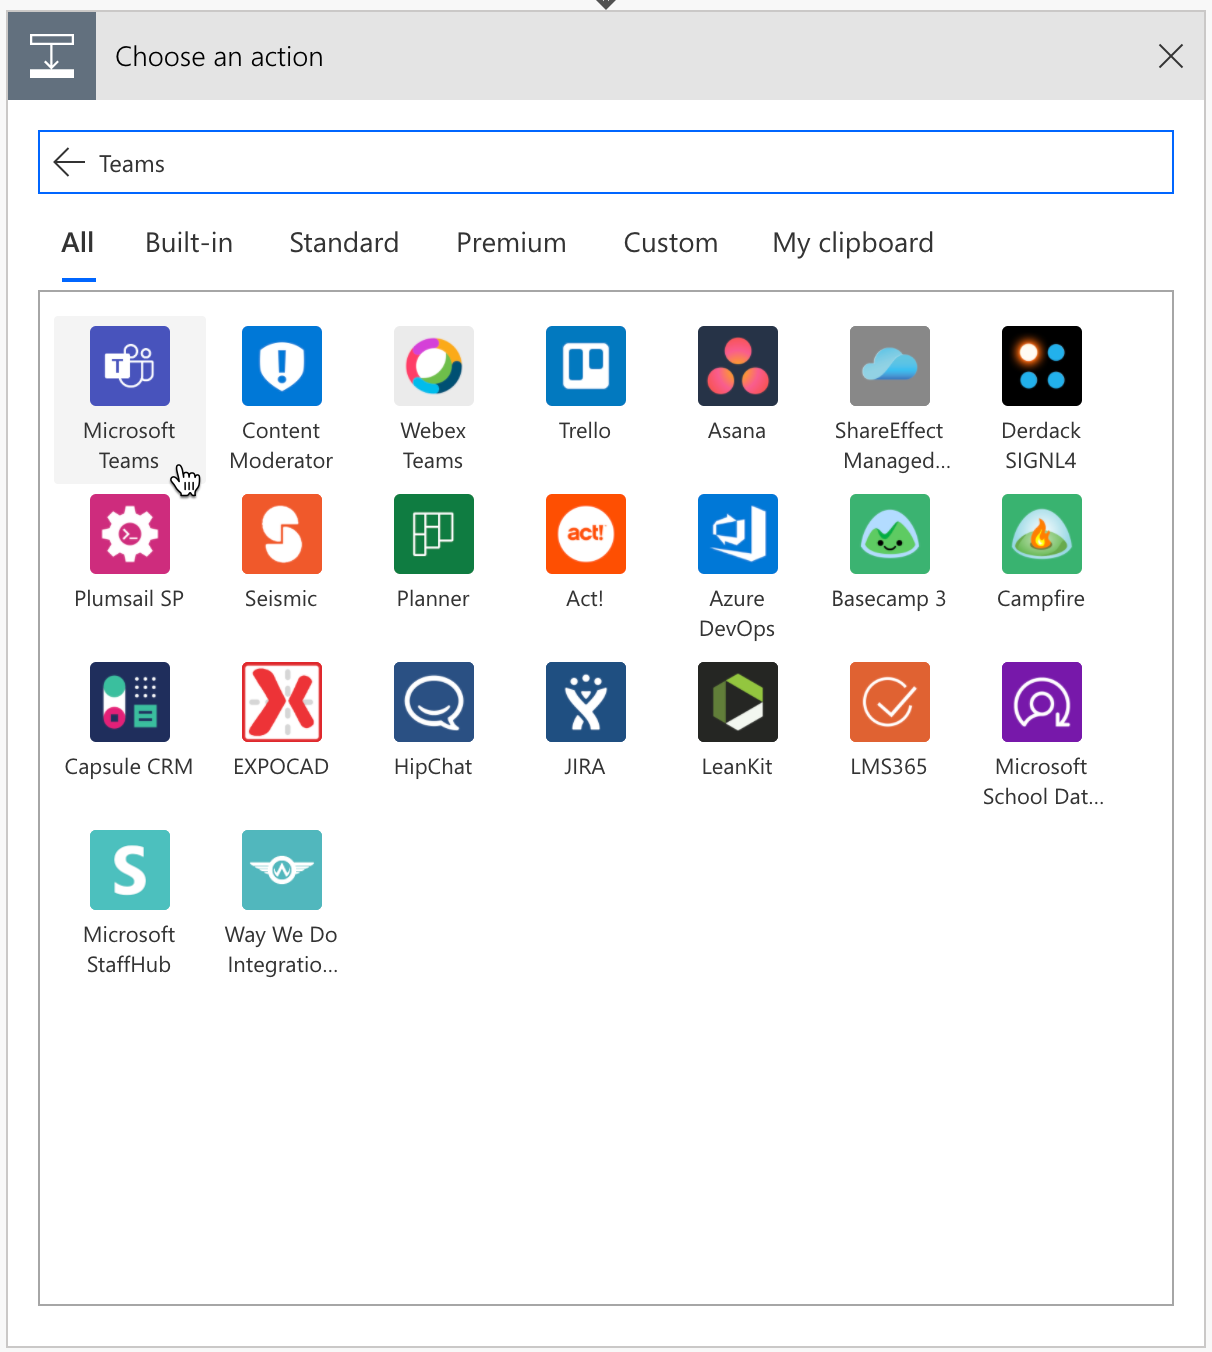 Choose an action
Teams
All Built-in Standard Premium Custom My clipboard
T
Microsoft
Teams
Content
Moderator
Webex
Teams
Trello
Asana
ShareEffect
Managed...
Derdack
SIGNL4
Plumsail SP
Seismic
Planner
act!
Act!
Azure
DevOps
Basecamp 3
Campfire
Capsule CRM
EXPOCAD
HipChat
JIRA
LeanKit
LMS365
Microsoft
School Dat...
S
Microsoft
StaffHub
Way We Do
Integratio...